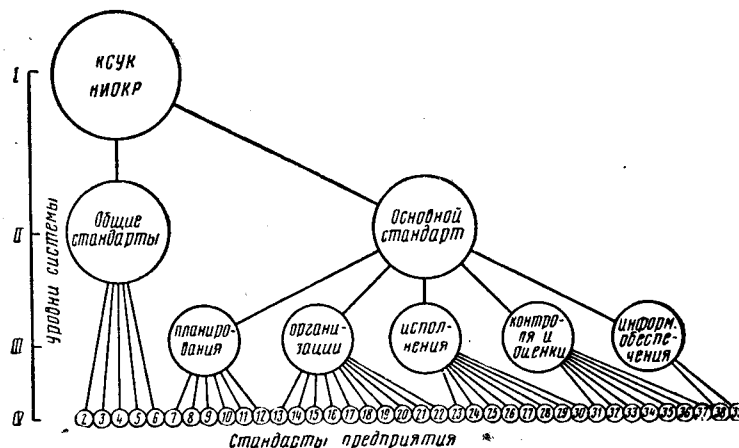 I
КСУК
НИОКР
II
Общие
стандарты
Основной
стандарт
уровни системы
III
планиро-
вания
органи-
зации
испол-
нения
контро-
ля и
оценки
информ.
обеспе-
чения
IV
2 3 4 5 6 7 8 9 10 11 12 13 14 15 16 17 18 19 20 21 22 23 24 25 26 27 28 29 30 31 32 33 34 35 36 37 38 39
Стандасты предприятия